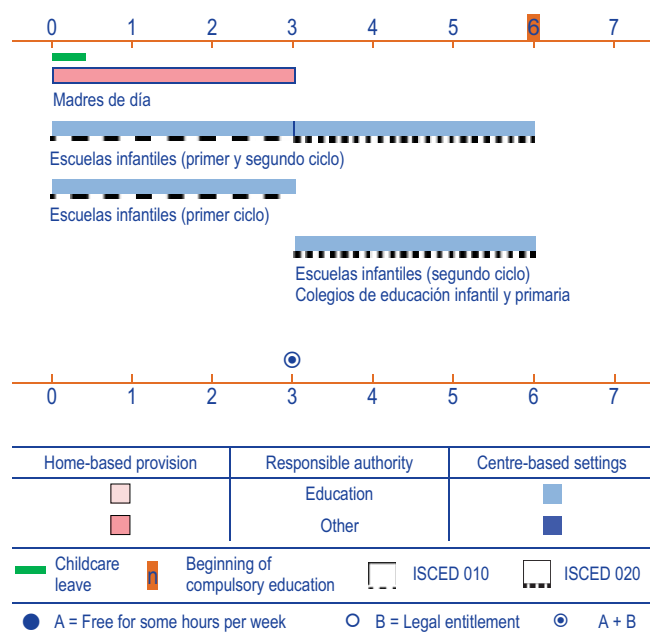 0 1 2 3 4 5 6 7
Madres de día
Escuelas infantiles (primer y segundo ciclo)
Escuelas infantiles (primer ciclo)
Escuelas infantiles (segundo ciclo)
Colegios de educación infantil y primaria
0 1 2 3 4 5 6 7
Home-based provision Responsible authority Centre-based settings
Education
Other
Childcare
leave
n
Beginning of
compulsory education
ISCED 010
ISCED 020
A = Free for some hours per week B = Legal entitlement A + B